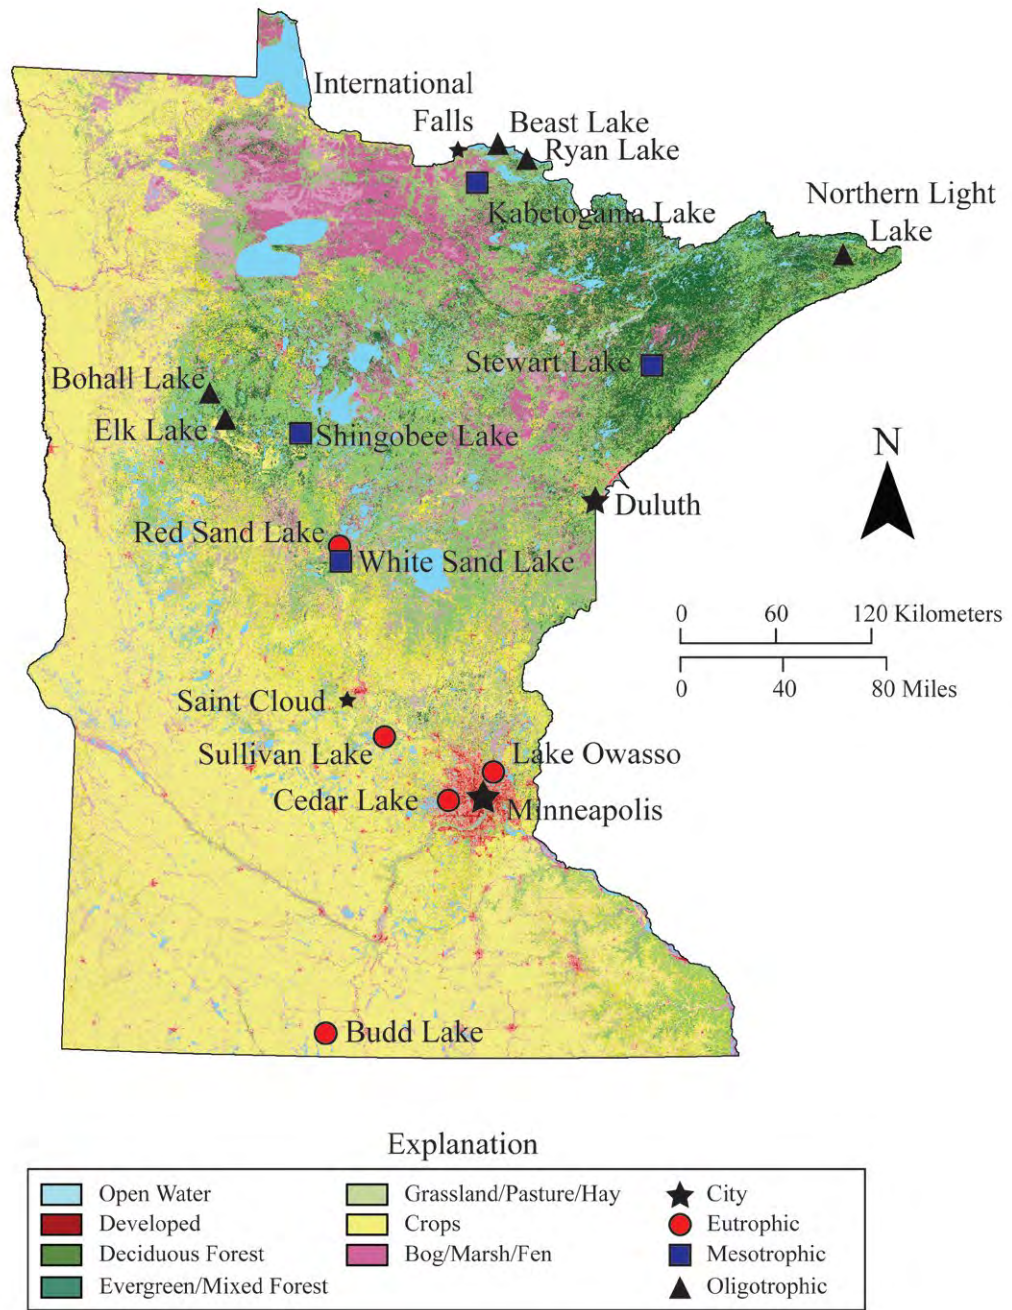 International
Falls
Beast Lake
Ryan Lake
Northern Light
Lake
Kabetogama Lake
Stewart Lake
Bohall Lake
Elk Lake
Shingobee Lake
N
Duluth
Red Sand Lake
White Sand Lake
0 60 120 Kilometers
0 40 80 Miles
Saint Cloud
Sullivan Lake
Lake Owasso
Cedar Lake
Minneapolis
Budd Lake
Explanation
Open Water
Developed
Deciduous Forest
Evergreen/Mixed Forest
Grassland/Pasture/Hay
Crops
Bog/Marsh/Fen
City
Eutrophic
Mesotrophic
Oligotrophic